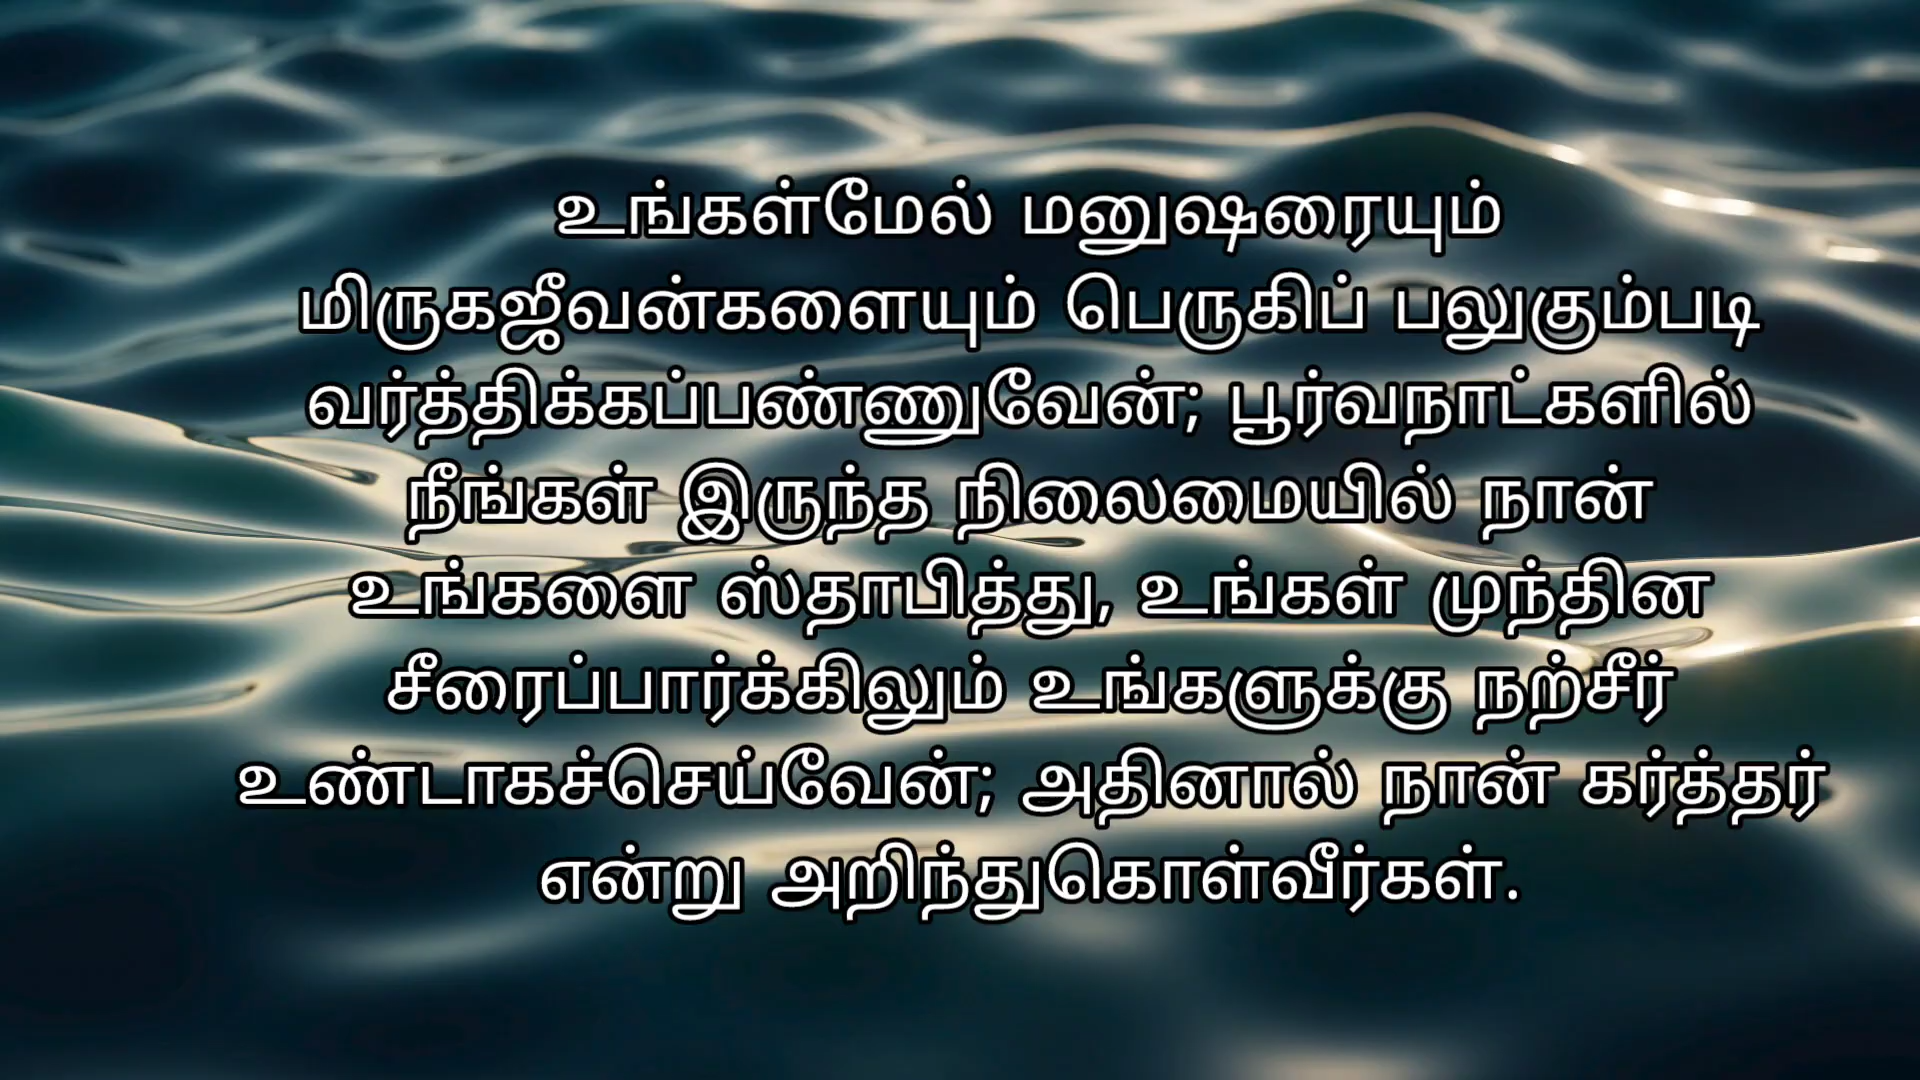 உங்கள்மேல் மனுஷரையும்
மிருகஜீவன்களையும் பெருகிப் பலுகும்படி
வர்த்திக்கப்பண்ணுவேன்; பூர்வநாட்களில்
நீங்கள் இருந்த நிலைமையில் நான்
உங்களை ஸ்தாபித்து, உங்கள் முந்தின
சீரைப்பார்க்கிலும் உங்களுக்கு நற்சீர்
உண்டாகச்செய்வேன்; அதினால் நான் கர்த்தர்
என்று அறிந்துகொள்வீர்கள்.